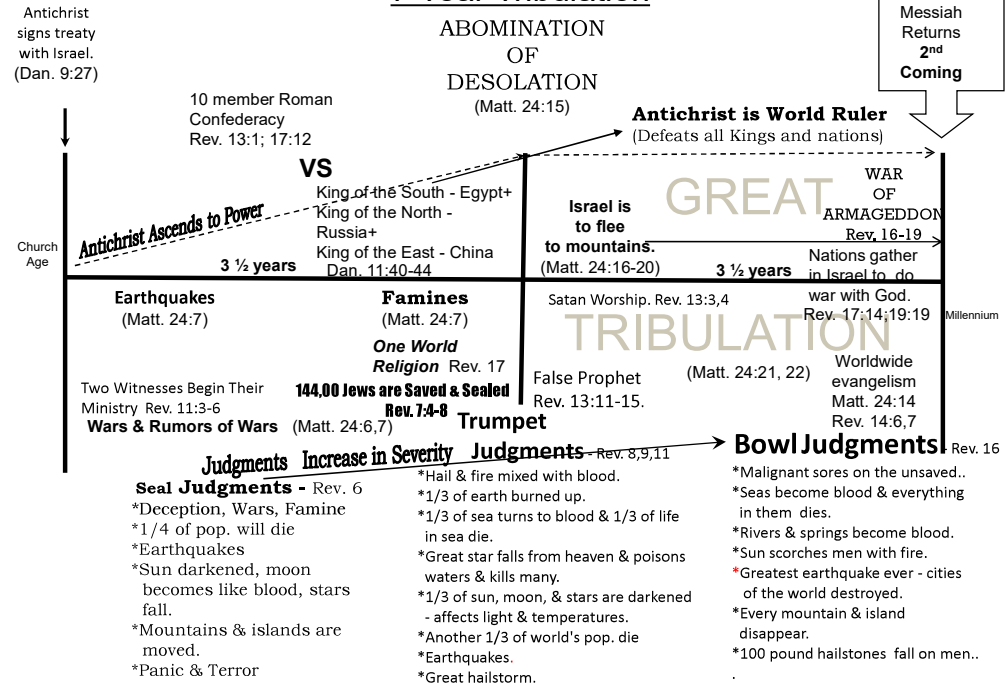 Antichrist
signs treaty
with Israel.
(Dan. 9:27)
ABOMINATION
OF
DESOLATION
(Matt. 24:15)
Messiah
Returns
2nd
Coming
10 member Roman
Confederacy
Rev. 13:1; 17:12
VS
King of the South - Egypt+
King of the North -
Russia+
King of the East - China
Dan. 11:40-44
Antichrist is World Ruler
(Defeats all Kings and nations)
Antichrist Ascends to Power
Church
Age
3 ½ years
GREAT
Israel is
to flee
to mountains.
(Matt. 24:16-20)
WAR
OF
ARMAGEDDON
Rev. 16-19
3 ½ years
Nations gather
in Israel to do
war with God.
Rev. 17:14;19:19
Earthquakes
(Matt. 24:7)
Famines
(Matt. 24:7)
Satan Worship. Rev. 13:3,4
TRIBULATION
Millennium
One World
Religion Rev. 17
(Matt. 24:21, 22)
Worldwide
evangelism
Matt. 24:14
Rev. 14:6,7
Two Witnesses Begin Their
Ministry Rev. 11:3-6
144,00 Jews are Saved & Sealed
Rev. 7:4-8
False Prophet
Rev. 13:11-15.
Wars & Rumors of Wars (Matt. 24:6,7)
Judgments Increase in Severity
Seal Judgments - Rev. 6
*Deception, Wars, Famine
*1/4 of pop. will die
*Earthquakes
*Sun darkened, moon
becomes like blood, stars
fall.
*Mountains & islands are
moved.
*Panic & Terror
Trumpet
Judgments - Rev. 8,9,11
*Hail & fire mixed with blood.
*1/3 of earth burned up.
*1/3 of sea turns to blood & 1/3 of life
in sea die.
*Great star falls from heaven & poisons
waters & kills many.
*1/3 of sun, moon, & stars are darkened
- affects light & temperatures.
*Another 1/3 of world's pop. die
*Earthquakes.
*Great hailstorm.
Bowl Judgments - Rev. 16
*Malignant sores on the unsaved..
*Seas become blood & everything
in them dies.
*Rivers & springs become blood.
*Sun scorches men with fire.
*Greatest earthquake ever - cities
of the world destroyed.
*Every mountain & island
disappear.
*100 pound hailstones fall on men..
.